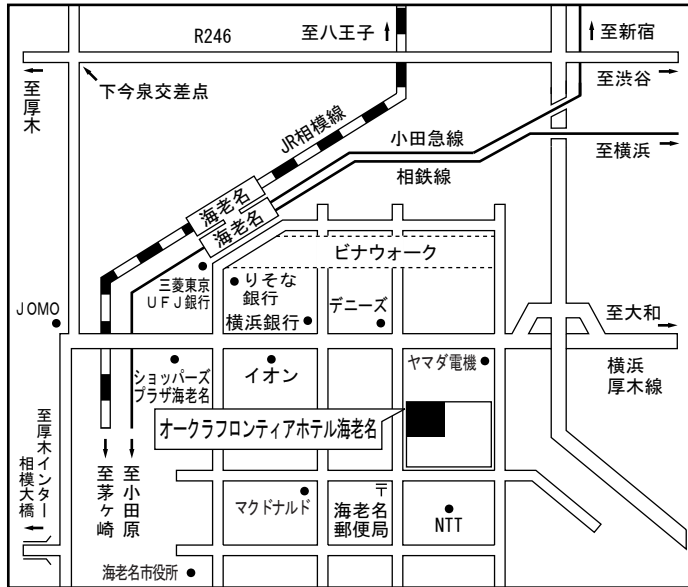 R246
至八王子
至新宿
至厚木
下今泉交差点
至渋谷
JR相模線
小田急線
至横浜
相鉄線
海老名
海老名
ビナウォーク
三菱東京
ＵＦＪ銀行
りそな
銀行
デニーズ
至大和
JOMO
横浜銀行
ショッパーズ
プラザ海老名
イオン
ヤマダ電機
横浜
厚木線
オークラフロンティアホテル海老名
至厚木インター
相模大橋
至茅ヶ崎
至小田原
マクドナルド
〒
海老名
郵便局
NTT
海老名市役所